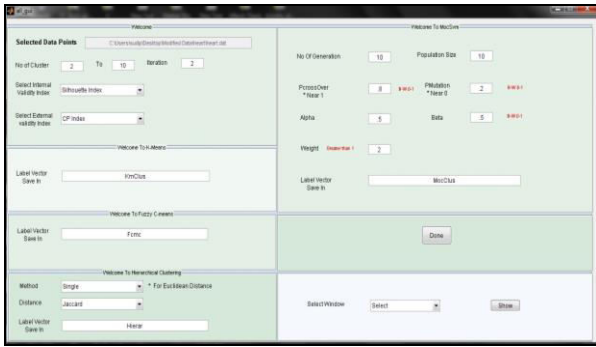 all_gui
Welcome
Selected Data Points
No of Cluster 2 To 10 Iteration 2
Select Internal Validity Index Silhouette Index
Select External validity Index CP Index
Welcome To K-Means
Label Vector Save In KmClus
Welcome To Fuzzy C-means
Label Vector Save In Fcmc
Welcome To Hierarchical Clustering
Method Single * For Euclidean Distance
Distance Jaccard
Label Vector Save In Hierar
No Of Generation 10 Population Size 10
PcrossOver * Near 1 .8 PMutation * Near 0 .2
Alpha .5 Beta .5
Weight Greater than 1 2
Label Vector Save In MocClus
Done
Select Window Select Show